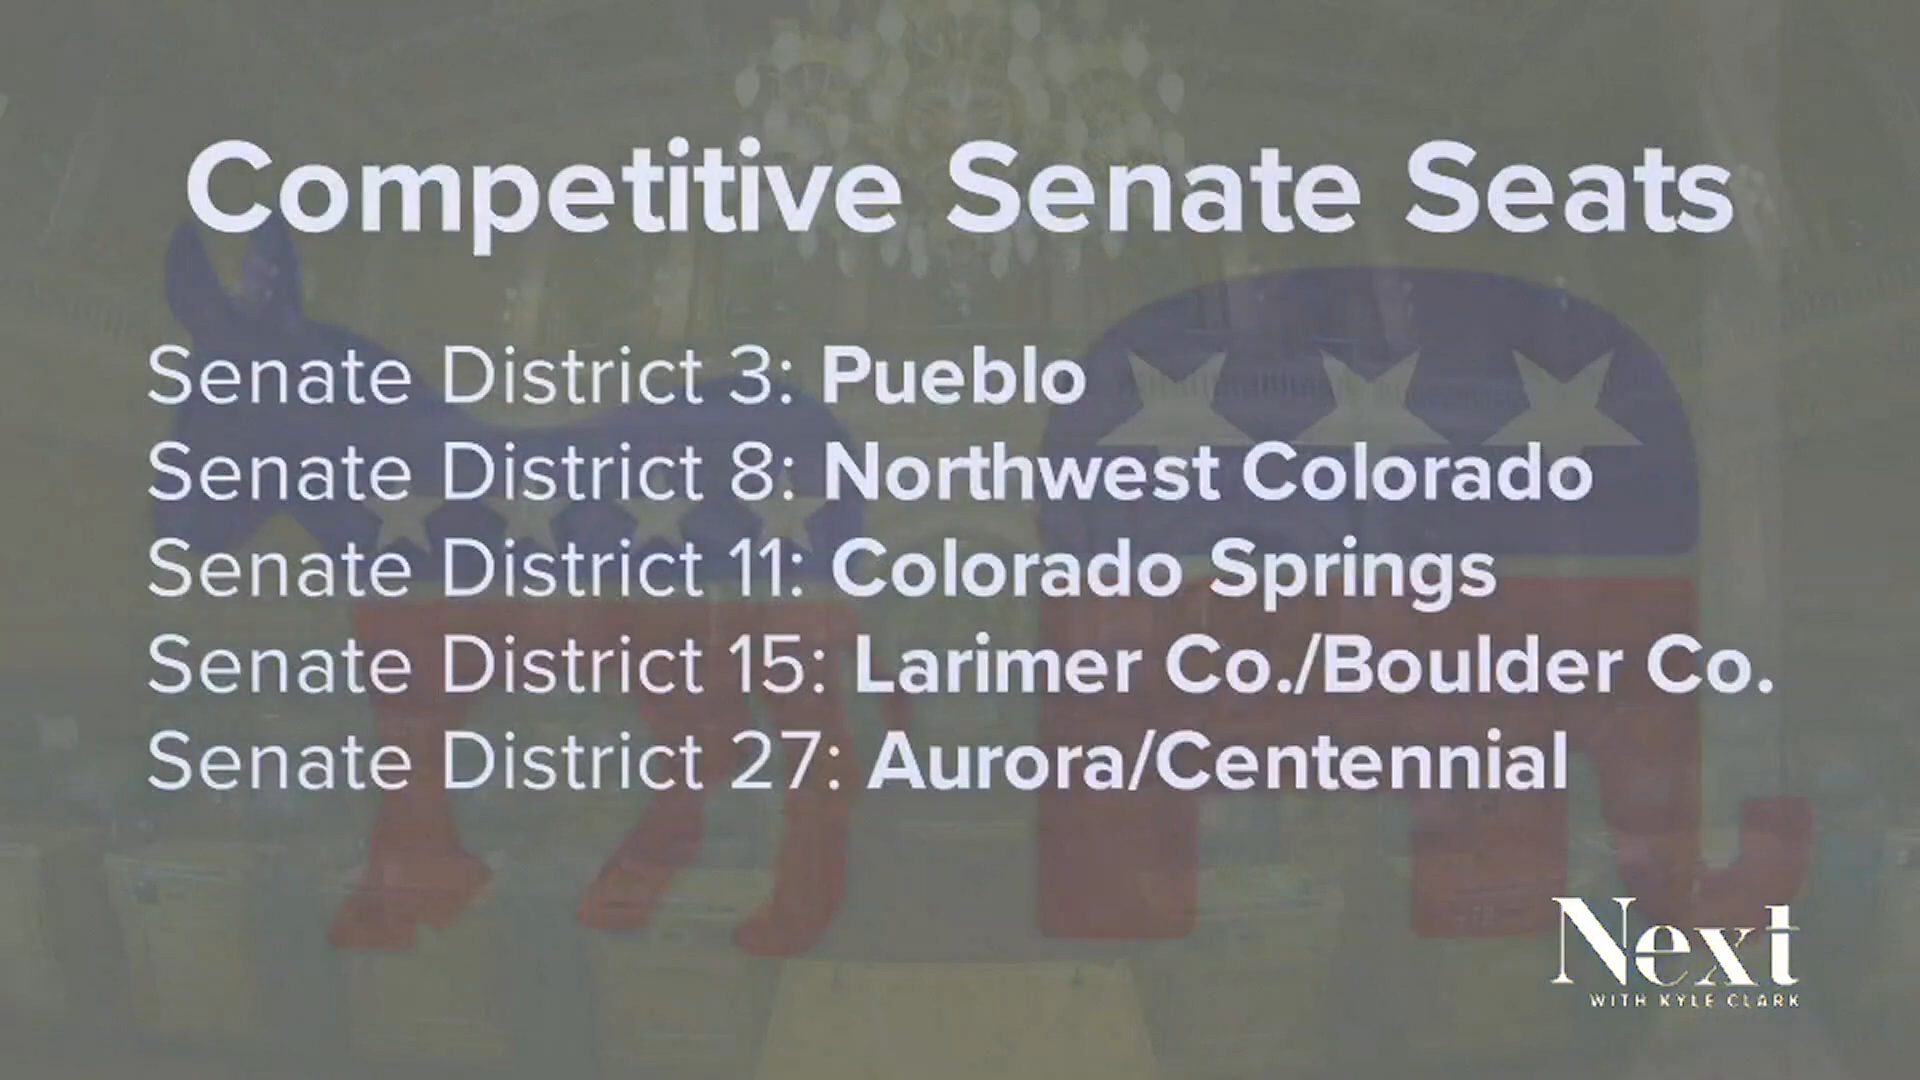 Competitive Senate Seats
Senate District 3: Pueblo
Senate District 8: Northwest Colorado
Senate District 11: Colorado Springs
Senate District 15: Larimer Co./Boulder Co.
Senate District 27: Aurora/Centennial
Next
WITH KYLE CLARK